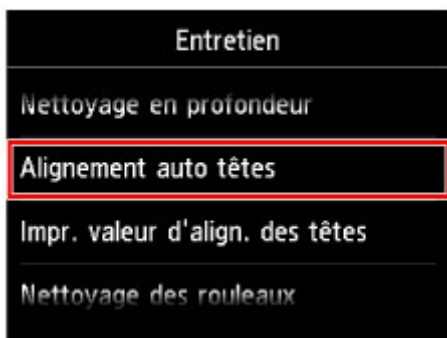 Entretien
Nettoyage en profondeur
Alignement auto têtes
Impr. valeur d'align. des têtes
Nettoyage des rouleaux